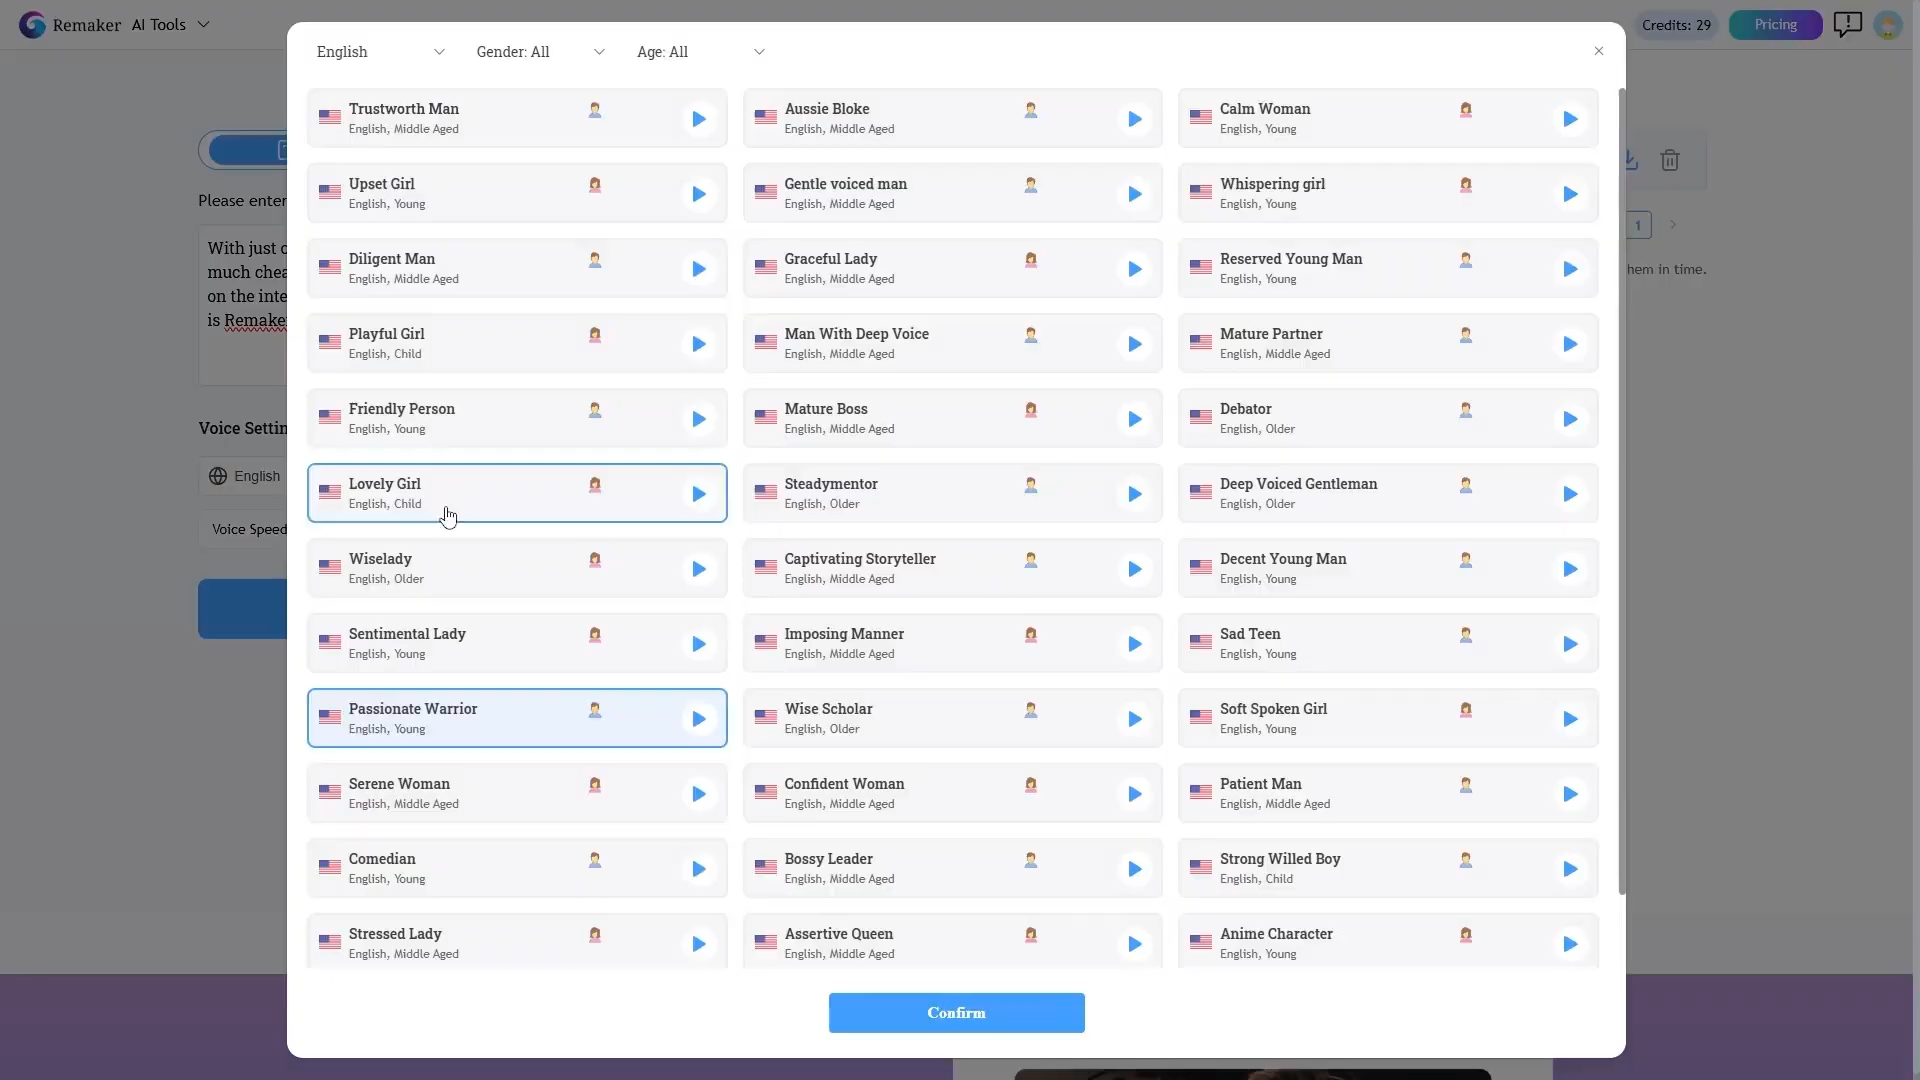 Remaker AI Tools
Credits: 29
Pricing
English
Gender: All
Age: All
Trustworth Man
English, Middle Aged
Aussie Bloke
English, Middle Aged
Calm Woman
English, Young
Upset Girl
English, Young
Gentle voiced man
English, Middle Aged
Whispering girl
English, Young
Diligent Man
English, Middle Aged
Graceful Lady
English, Middle Aged
Reserved Young Man
English, Young
Playful Girl
English, Child
Man With Deep Voice
English, Middle Aged
Mature Partner
English, Middle Aged
Friendly Person
English, Young
Mature Boss
English, Middle Aged
Debator
English, Older
Lovely Girl
English, Child
Steadymentor
English, Older
Deep Voiced Gentleman
English, Older
Wiselady
English, Older
Captivating Storyteller
English, Middle Aged
Decent Young Man
English, Young
Sentimental Lady
English, Young
Imposing Manner
English, Middle Aged
Sad Teen
English, Young
Passionate Warrior
English, Young
Wise Scholar
English, Older
Soft Spoken Girl
English, Young
Serene Woman
English, Middle Aged
Confident Woman
English, Middle Aged
Patient Man
English, Middle Aged
Comedian
English, Young
Bossy Leader
English, Middle Aged
Strong Willed Boy
English, Child
Stressed Lady
English, Middle Aged
Assertive Queen
English, Middle Aged
Anime Character
English, Young
Confirm
Please enter
With just
much chea
on the inte
is Remake
Voice Settin
English
Voice Speed
1
hem in time.